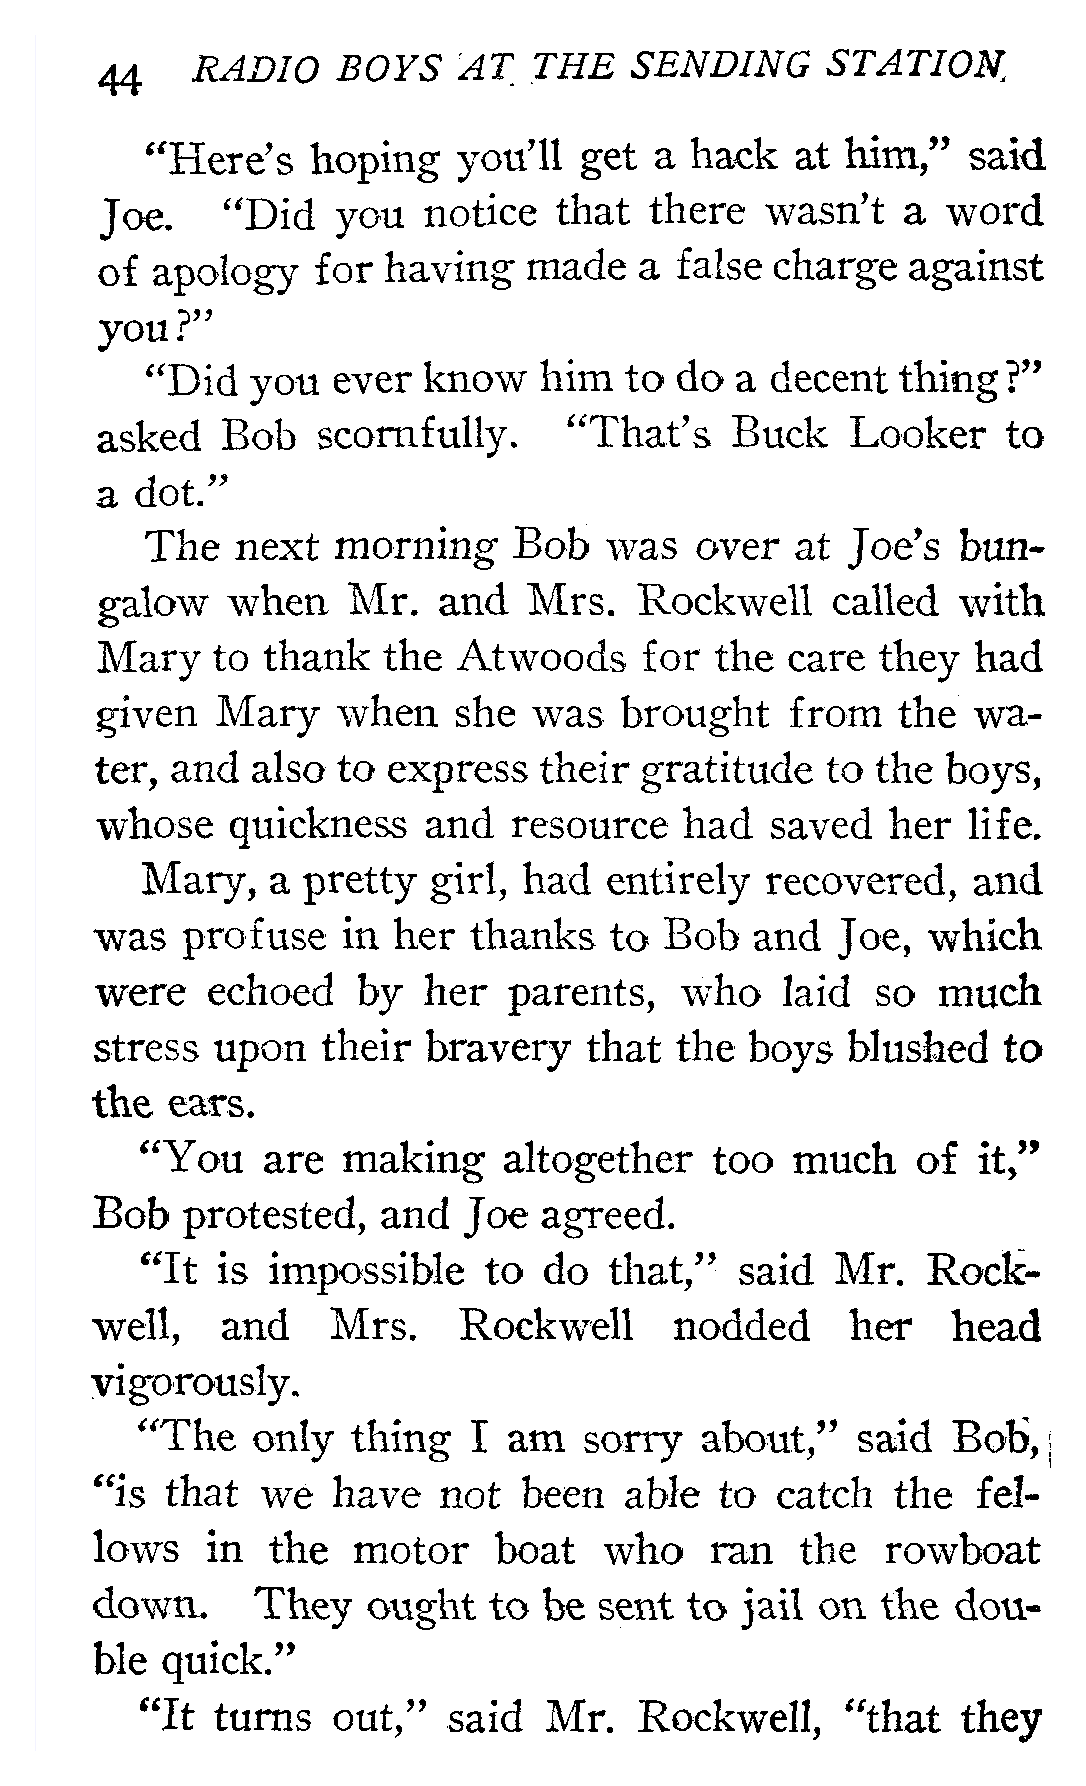 44 RADIO BOYS AT THE SENDING STATION
“Here’s hoping you’ll get a hack at him,” said
Joe. “Did you notice that there wasn’t a word
of apology for having made a false charge against
you?”
“Did you ever know him to do a decent thing?”
asked Bob scornfully. “That’s Buck Looker to
a dot.”
The next morning Bob was over at Joe’s bun-
galow when Mr. and Mrs. Rockwell called with
Mary to thank the Atwoods for the care they had
given Mary when she was brought from the wa-
ter, and also to express their gratitude to the boys,
whose quickness and resource had saved her life.
Mary, a pretty girl, had entirely recovered, and
was profuse in her thanks to Bob and Joe, which
were echoed by her parents, who laid so much
stress upon their bravery that the boys blushed to
the ears.
“You are making altogether too much of it,”
Bob protested, and Joe agreed.
“It is impossible to do that,” said Mr. Rock-
well, and Mrs. Rockwell nodded her head
vigorously.
“The only thing I am sorry about,” said Bob,
“is that we have not been able to catch the fel-
lows in the motor boat who ran the rowboat
down. They ought to be sent to jail on the dou-
ble quick.”
“It turns out,” said Mr. Rockwell, “that they